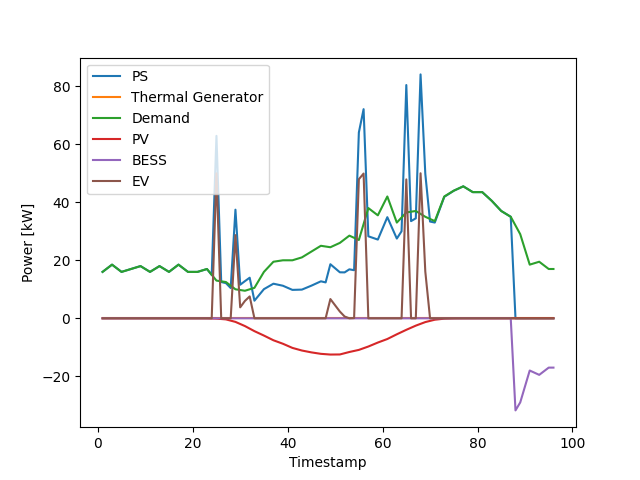 PS
Thermal Generator
Demand
PV
BESS
EV
Power [kW]
80
60
40
20
0
−20
0 20 40 60 80 100
Timestamp